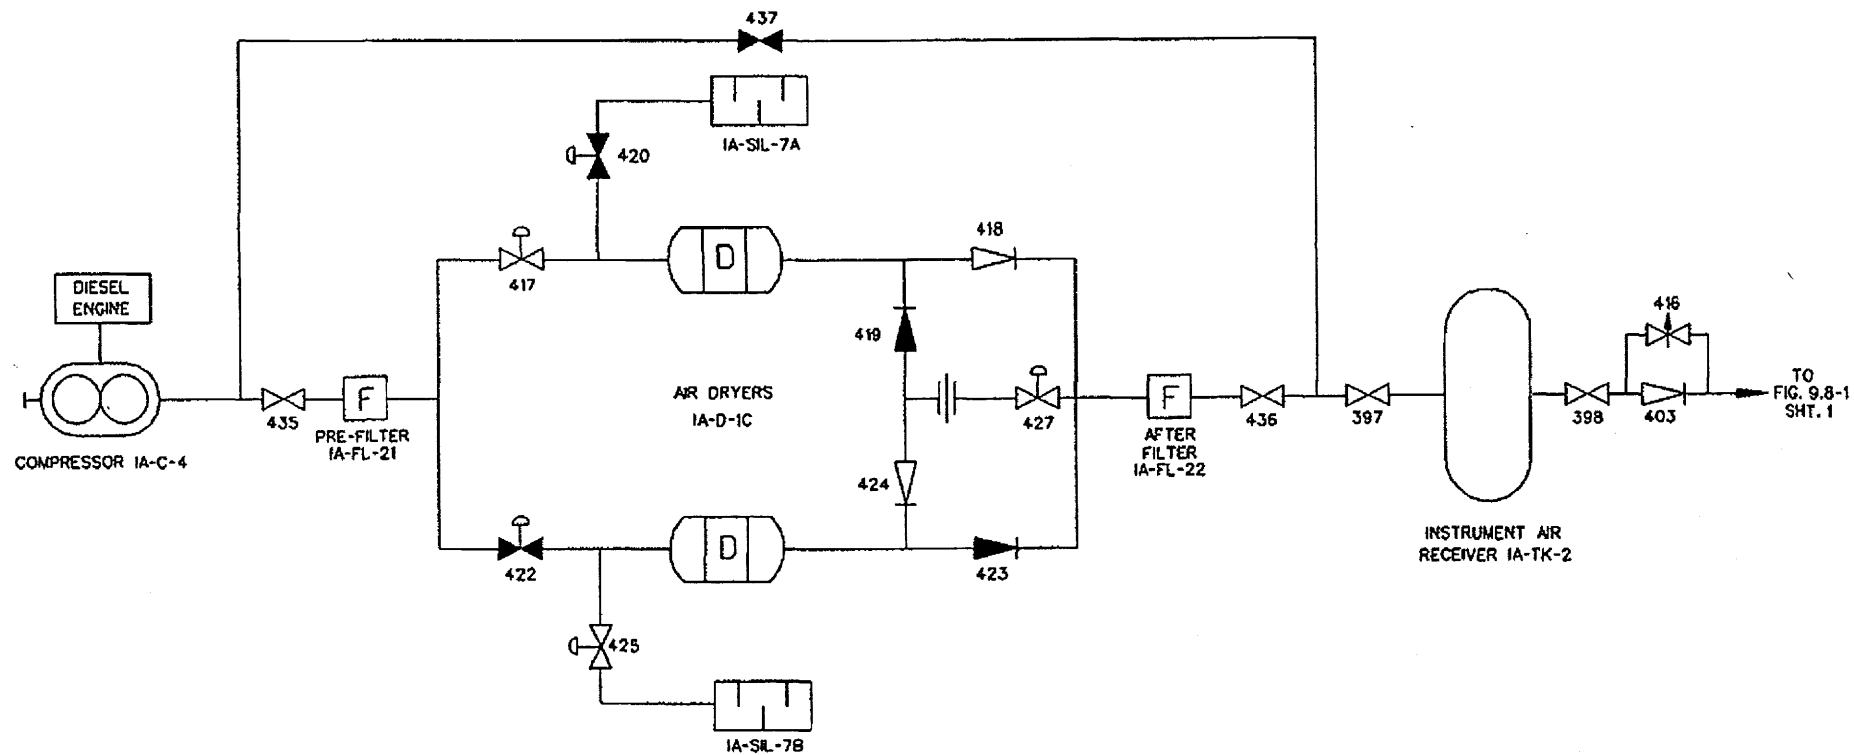 437
IA-SIL-7A
420
418
417
D
DIESEL
ENGINE
416
419
TO
FIG. 9.8-1
SHT. 1
F
AIR DRYERS
IA-D-1C
427
F
435
PRE-FILTER
IA-FL-21
AFTER
FILTER
IA-FL-22
436
397
398
403
COMPRESSOR IA-C-4
424
INSTRUMENT AIR
RECEIVER IA-TK-2
D
422
423
425
IA-SIL-7B